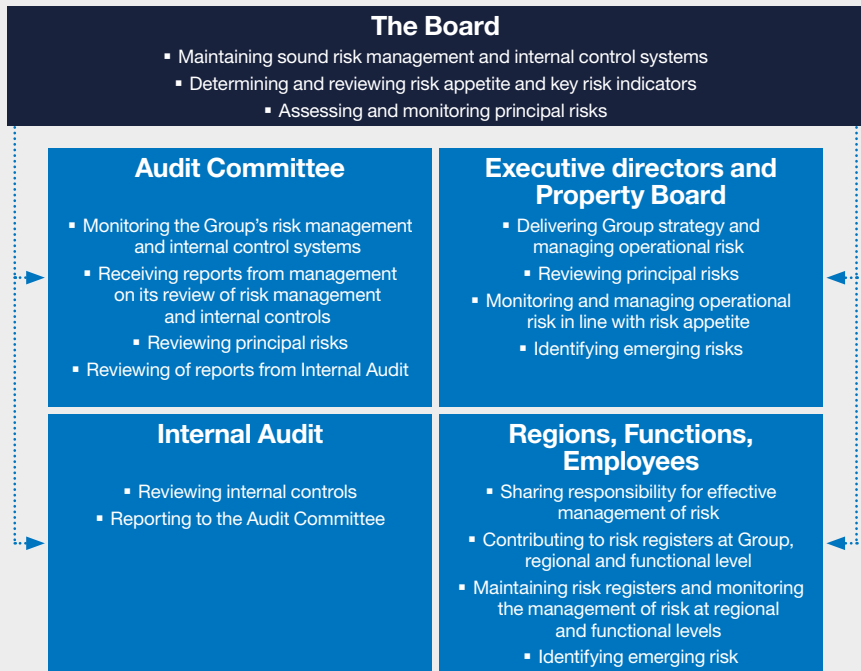 The Board
▪ Maintaining sound risk management and internal control systems
▪ Determining and reviewing risk appetite and key risk indicators
▪ Assessing and monitoring principal risks
Audit Committee
▪ Monitoring the Group’s risk management
and internal control systems
▪ Receiving reports from management
on its review of risk management
and internal controls
▪ Reviewing principal risks
▪ Reviewing of reports from Internal Audit
Executive directors and
Property Board
▪ Delivering Group strategy and
managing operational risk
▪ Reviewing principal risks
▪ Monitoring and managing operational
risk in line with risk appetite
▪ Identifying emerging risks
Internal Audit
▪ Reviewing internal controls
▪ Reporting to the Audit Committee
Regions, Functions,
Employees
▪ Sharing responsibility for effective
management of risk
▪ Contributing to risk registers at Group,
regional and functional level
▪ Maintaining risk registers and monitoring
the management of risk at regional
and functional levels
▪ Identifying emerging risk